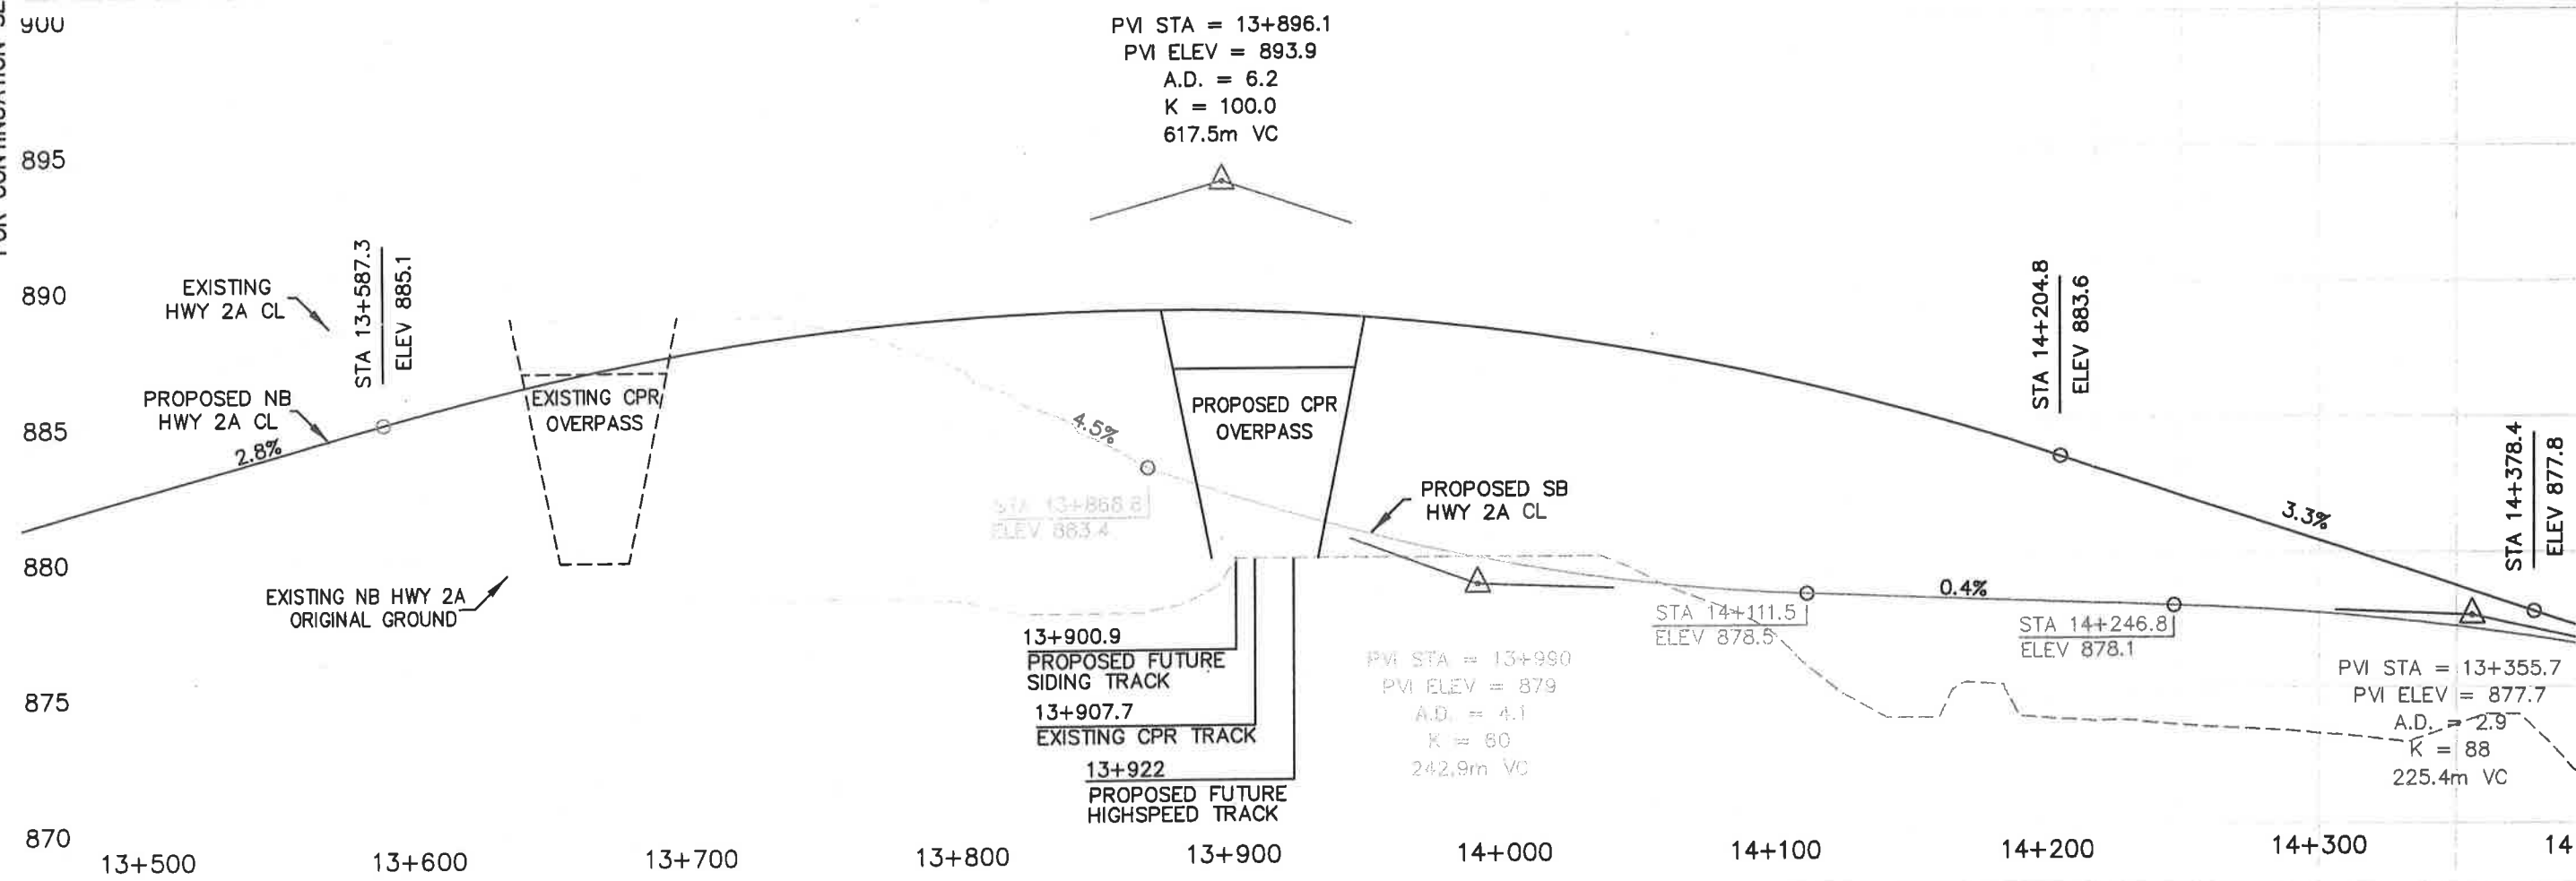 900
895
890
885
880
875
870
PVI STA = 13+896.1
PVI ELEV = 893.9
A.D. = 6.2
K = 100.0
617.5m VC
EXISTING
HWY 2A CL
STA 13+587.3
ELEV 885.1
PROPOSED NB
HWY 2A CL
2.8%
EXISTING CPR
OVERPASS
EXISTING NB HWY 2A
ORIGINAL GROUND
4.5%
STA 13+868.8
ELEV 883.4
PROPOSED CPR
OVERPASS
PROPOSED SB
HWY 2A CL
13+900.9
PROPOSED FUTURE
SIDING TRACK
13+907.7
EXISTING CPR TRACK
13+922
PROPOSED FUTURE
HIGHSPEED TRACK
PVI STA = 13+990
PVI ELEV = 879
A.D. = 4.1
K = 60
242.9m VC
STA 14+111.5
ELEV 878.5
0.4%
STA 14+204.8
ELEV 883.6
STA 14+246.8
ELEV 878.1
3.3%
STA 14+378.4
ELEV 877.8
PVI STA = 13+355.7
PVI ELEV = 877.7
A.D. = 2.9
K = 88
225.4m VC
13+500
13+600
13+700
13+800
13+900
14+000
14+100
14+200
14+300
14